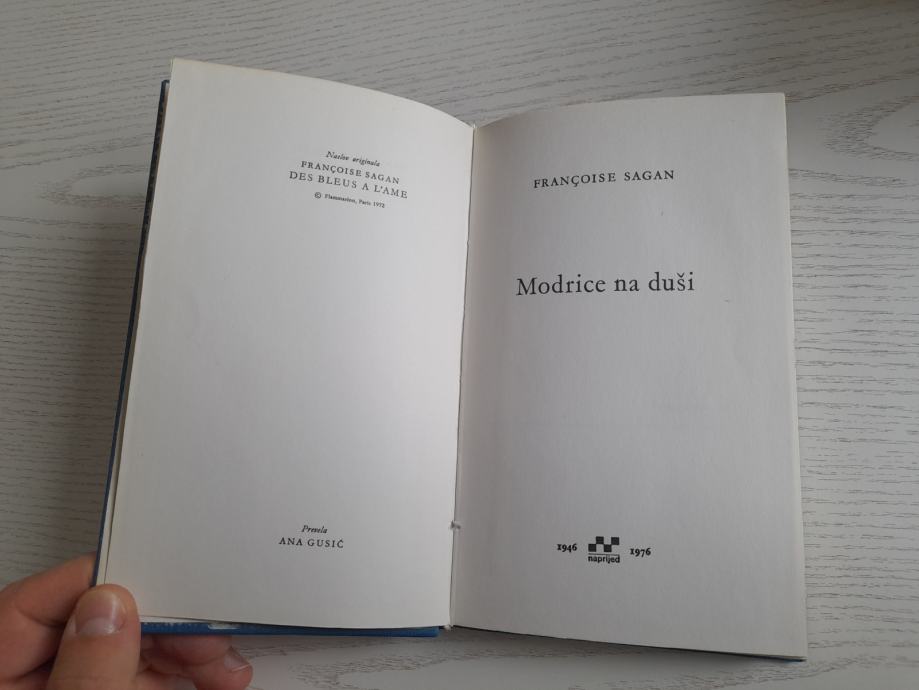 Naslov originala
FRANÇOISE SAGAN
DES BLEUS A L'AME
© Flammarion, Paris 1972
Prevela
ANA GUSIĆ
FRANÇOISE SAGAN
Modrice na duši
1946 naprijed 1976